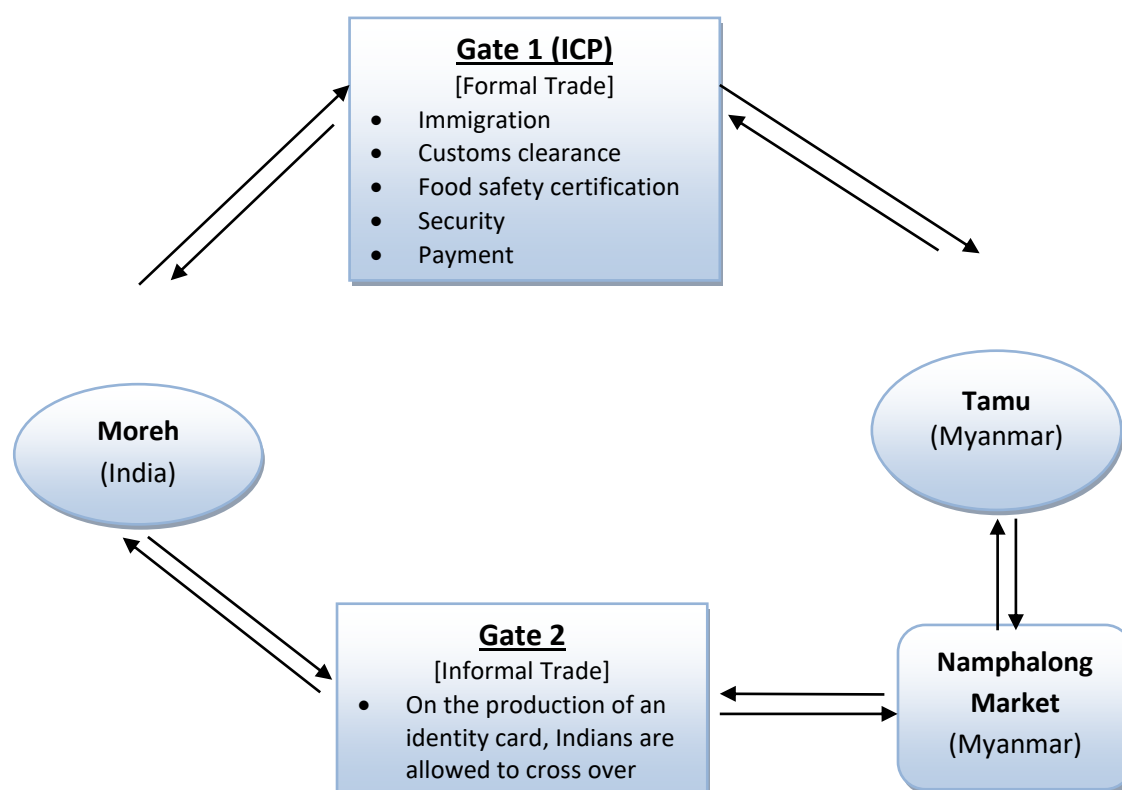 Gate 1 (ICP)
[Formal Trade]
• Immigration
• Customs clearance
• Food safety certification
• Security
• Payment
Moreh
(India)
Tamu
(Myanmar)
Gate 2
[Informal Trade]
• On the production of an
identity card, Indians are
allowed to cross over
Namphalong
Market
(Myanmar)